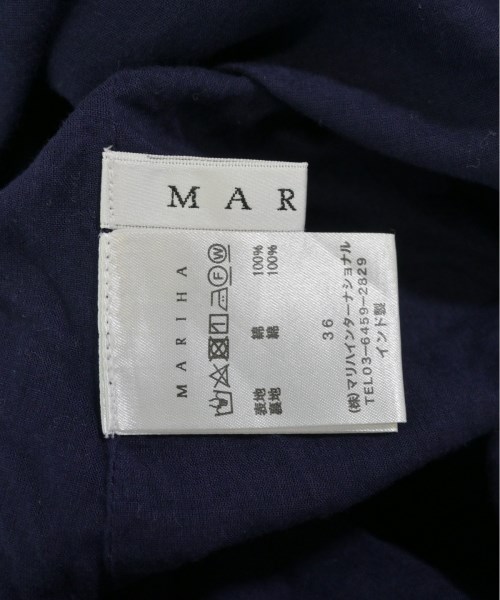 MAR
MARIHA
表地 綿 100%
裏地 綿 100%
36
(株)マリハインターナショナル
TEL03-6459-2829
インド製